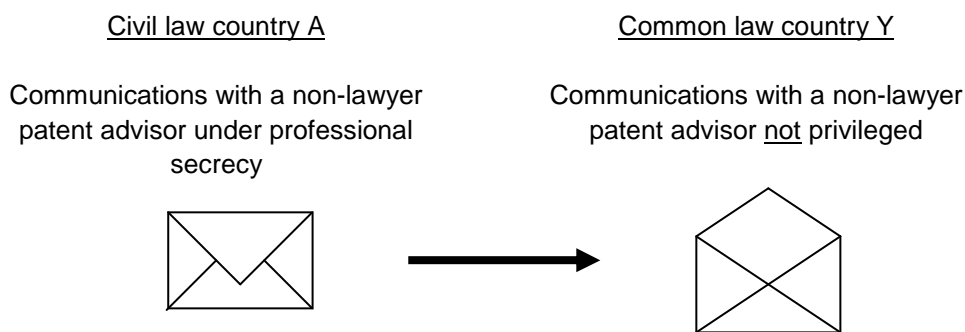 Civil law country A
Communications with a non-lawyer
patent advisor under professional
secrecy
Common law country Y
Communications with a non-lawyer
patent advisor not privileged